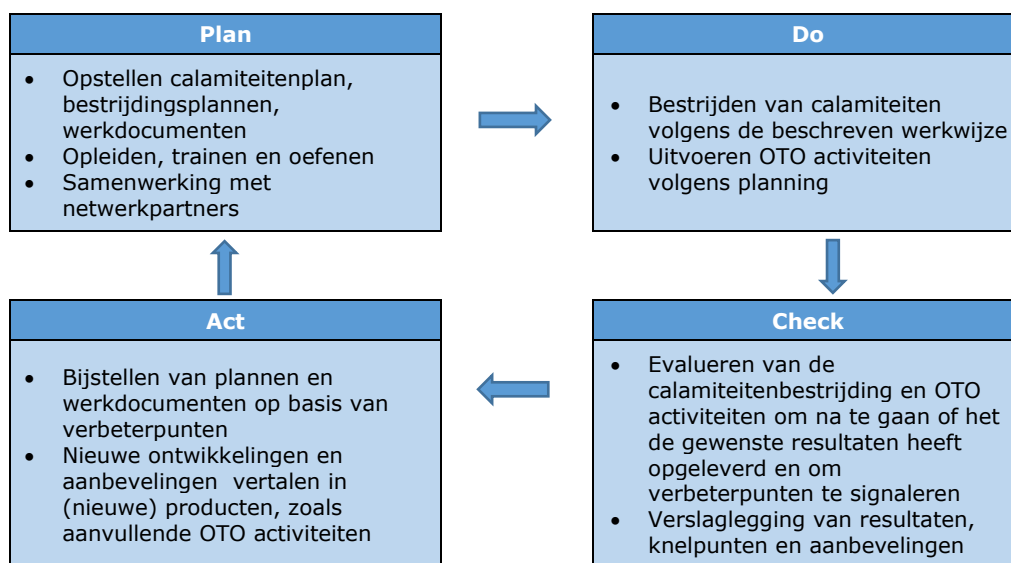 Plan
• Opstellen calamiteitenplan,
bestrijdingsplannen,
werkdocumenten
• Opleiden, trainen en oefenen
• Samenwerking met
netwerkpartners
Do
• Bestrijden van calamiteiten
volgens de beschreven werkwijze
• Uitvoeren OTO activiteiten
volgens planning
Act
• Bijstellen van plannen en
werkdocumenten op basis van
verbeterpunten
• Nieuwe ontwikkelingen en
aanbevelingen vertalen in
(nieuwe) producten, zoals
aanvullende OTO activiteiten
Check
• Evalueren van de
calamiteitenbestrijding en OTO
activiteiten om na te gaan of het
de gewenste resultaten heeft
opgeleverd en om
verbeterpunten te signaleren
• Verslaglegging van resultaten,
knelpunten en aanbevelingen